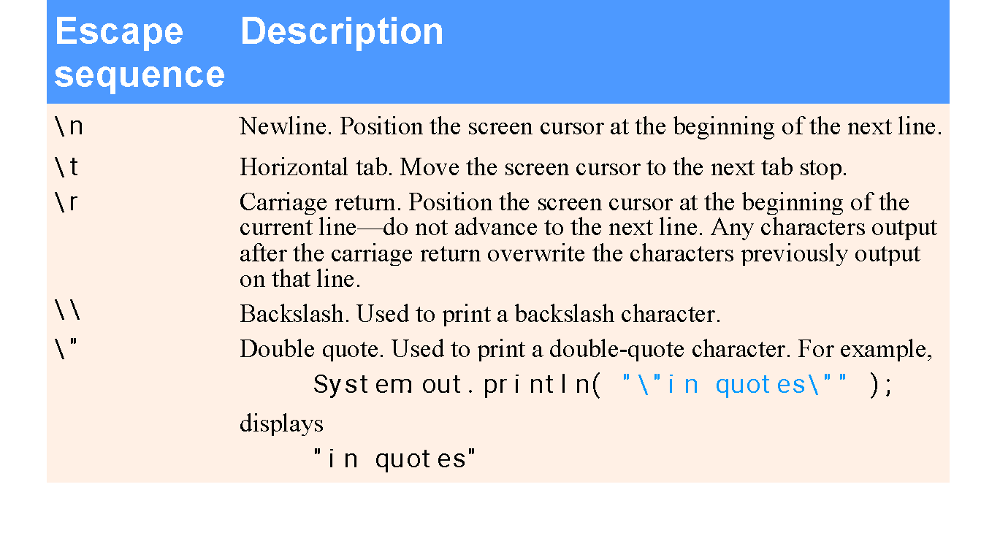 Escape Description
sequence
\n Newline. Position the screen cursor at the beginning of the next line.
\t Horizontal tab. Move the screen cursor to the next tab stop.
\r Carriage return. Position the screen cursor at the beginning of the
current line—do not advance to the next line. Any characters output
after the carriage return overwrite the characters previously output
on that line.
\\ Backslash. Used to print a backslash character.
\" Double quote. Used to print a double-quote character. For example,
System.out.println( "\"in quotes\"" );
displays
"in quotes"